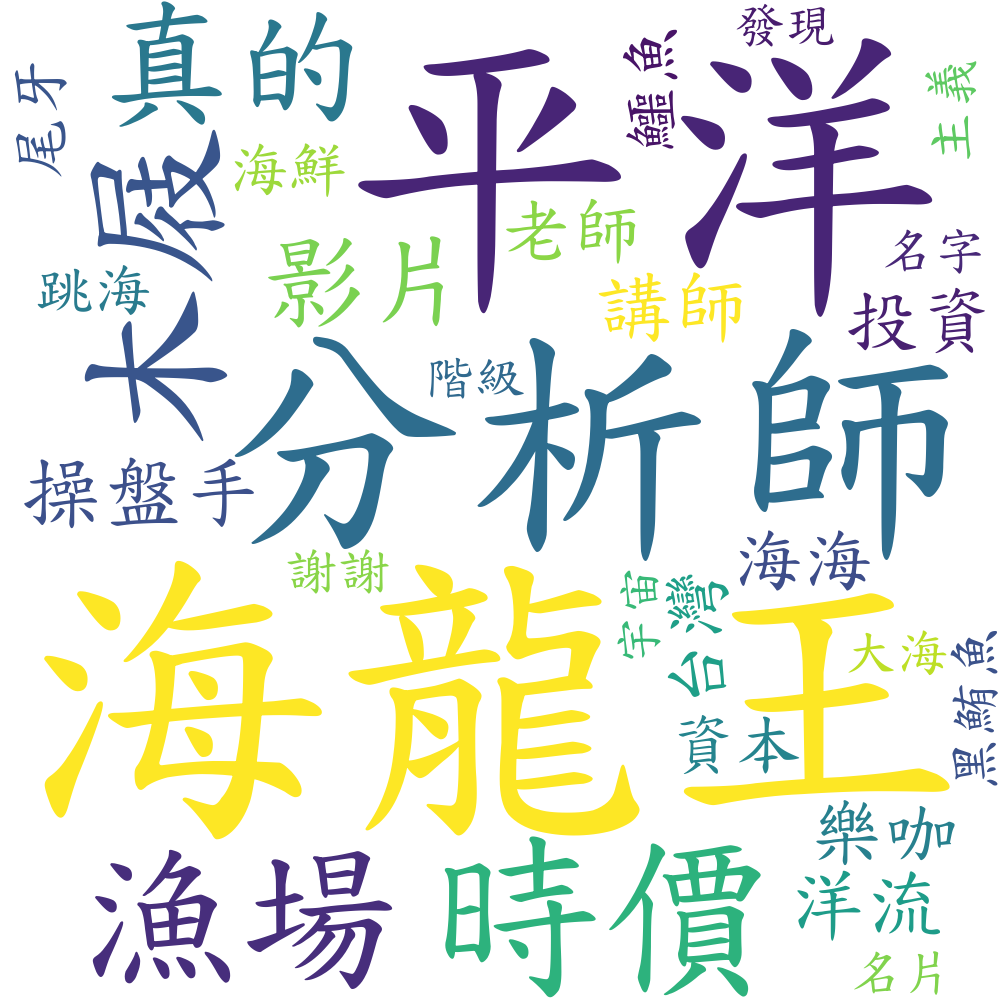 真的
平洋
發現
鱷魚
主義
尾牙
木屐
海鮮
老師
名字
跳海
影片
講師
投資
分析師
階級
操盤手
海海
謝謝
宇宙
台灣
海龍王
大海
黑鮪魚
資本
漁場
時價
樂咖
洋流
名片